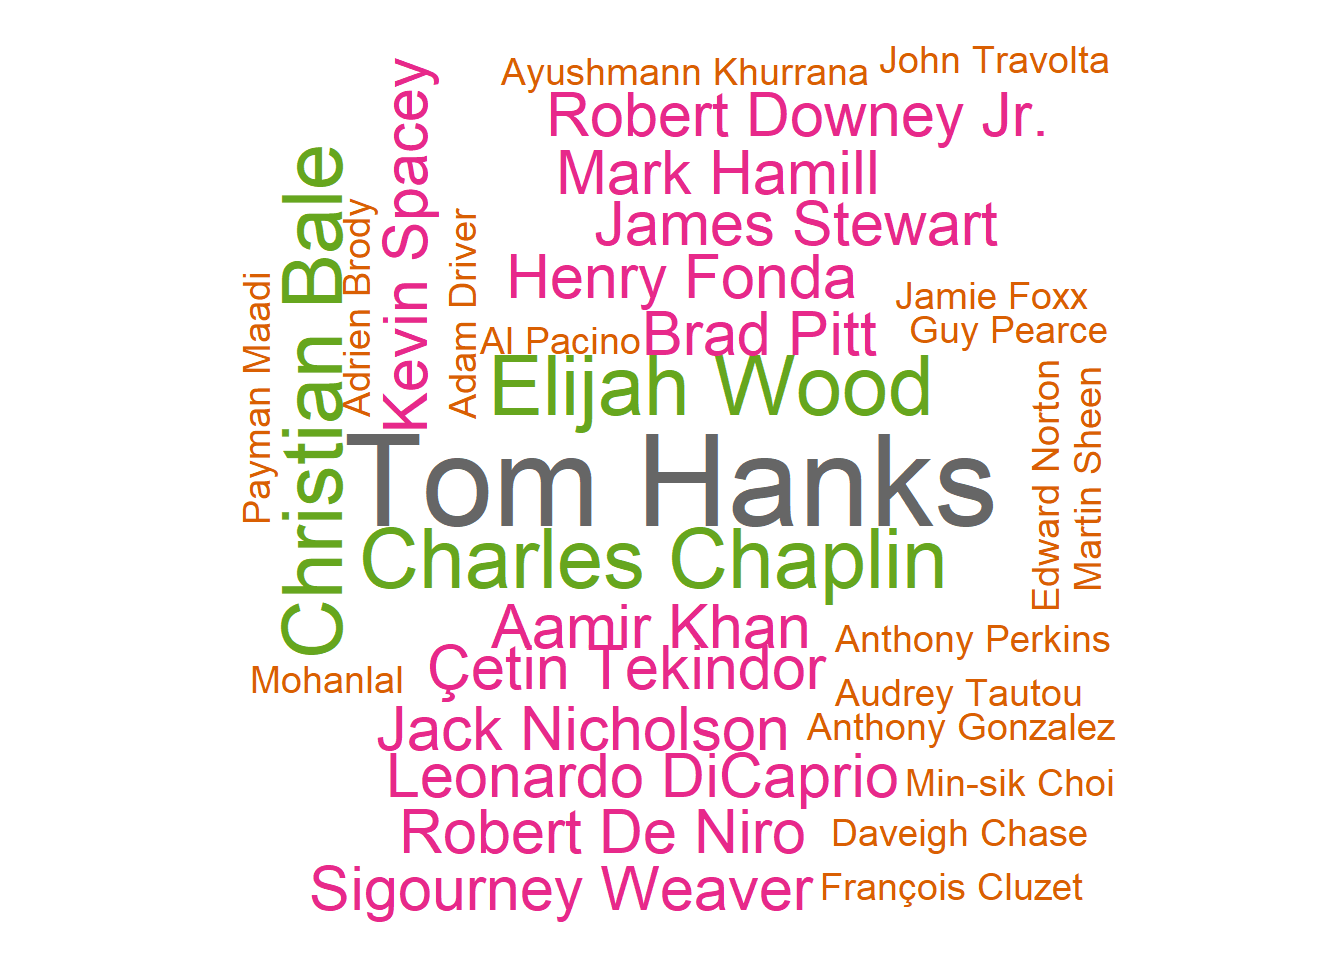 Ayushmann Khurrana
John Travolta
Robert Downey Jr.
Mark Hamill
James Stewart
Henry Fonda
Jamie Foxx
Al Pacino
Brad Pitt
Guy Pearce
Payman Maadi
Christian Bale
Adrien Brody
Kevin Spacey
Adam Driver
Elijah Wood
Tom Hanks
Edward Norton
Martin Sheen
Charles Chaplin
Aamir Khan
Anthony Perkins
Mohanlal
Çetin Tekindor
Audrey Tautou
Jack Nicholson
Anthony Gonzalez
Leonardo DiCaprio
Min-sik Choi
Robert De Niro
Daveigh Chase
Sigourney Weaver
François Cluzet